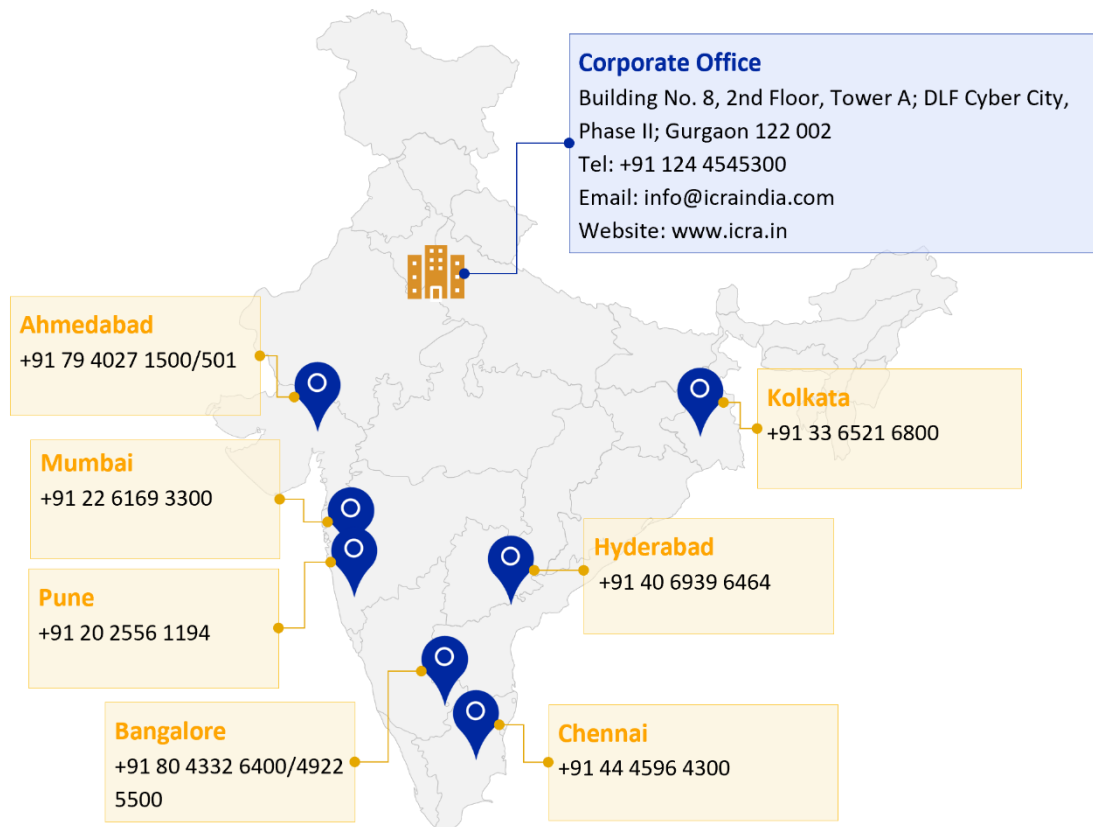 Corporate Office
Building No. 8, 2nd Floor, Tower A; DLF Cyber City,
Phase II; Gurgaon 122 002
Tel: +91 124 4545300
Email: info@icraindia.com
Website: www.icra.in
Ahmedabad
+91 79 4027 1500/501
Kolkata
+91 33 6521 6800
Mumbai
+91 22 6169 3300
Hyderabad
+91 40 6939 6464
Pune
+91 20 2556 1194
Bangalore
+91 80 4332 6400/4922
5500
Chennai
+91 44 4596 4300